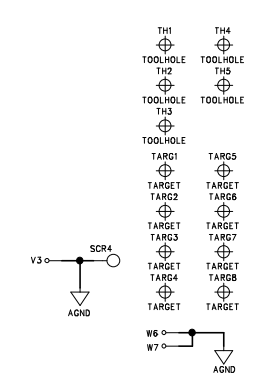 TH1 TH4
TOOLHOLE TOOLHOLE
TH2 TH5
TOOLHOLE TOOLHOLE
TH3
TOOLHOLE
TARG1 TARG5
TARGET TARGET
TARG2 TARG6
TARGET TARGET
TARG3 TARG7
TARGET TARGET
TARG4 TARG8
TARGET TARGET
SCR4
V3
AGND
W6
W7
AGND